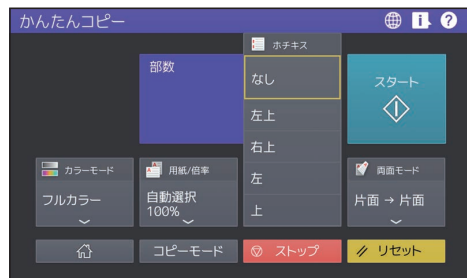 かんたんコピー
ホチキス
部数
なし
スタート
左上
右上
カラーモード
用紙/倍率
左
両面モード
フルカラー
自動選択
100%
上
片面 → 片面
コピーモード
ストップ
リセット